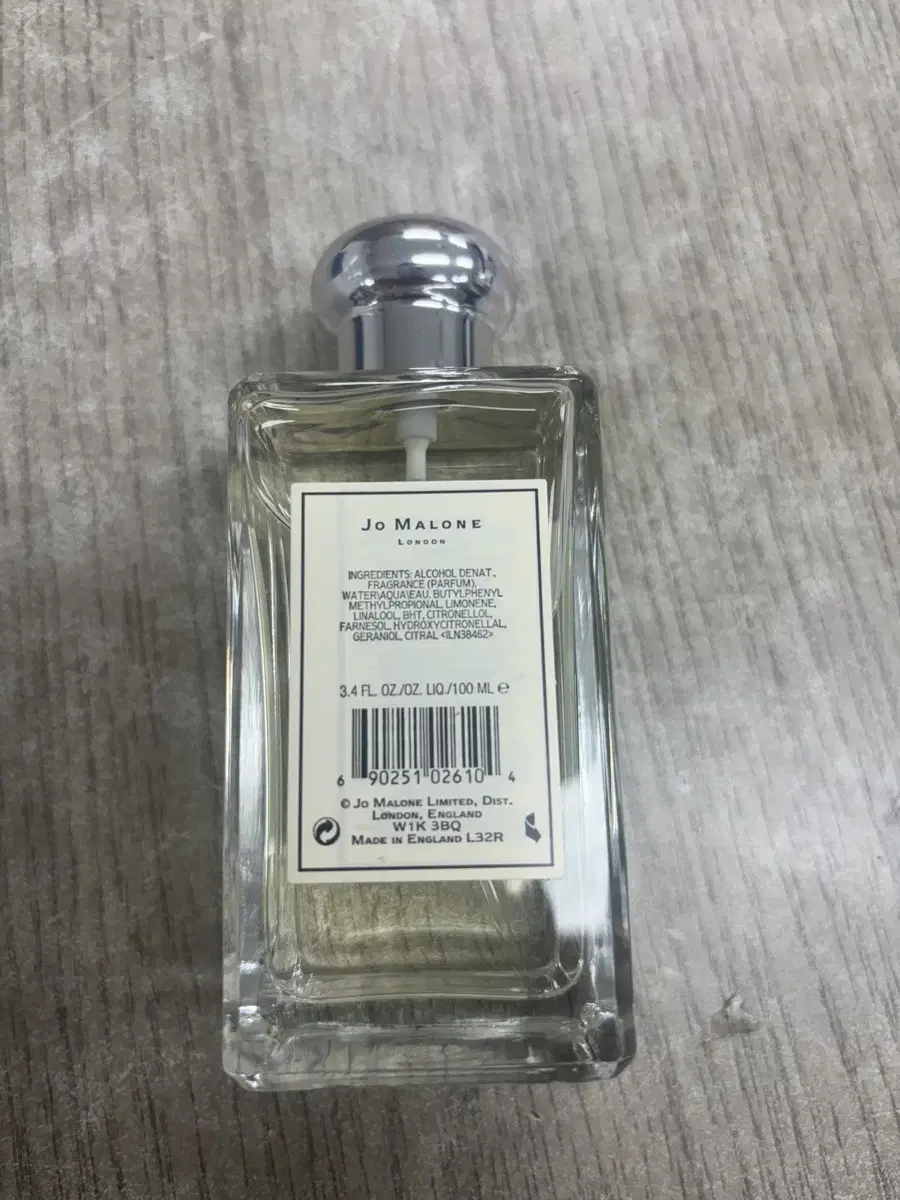 JO MALONE
LONDON
INGREDIENTS: ALCOHOL DENAT.,
FRAGRANCE (PARFUM),
WATER\AQUA\EAU, BUTYLPHENYL
METHYLPROPIONAL, LIMONENE,
LINALOOL, BHT, CITRONELLOL,
FARNESOL, HYDROXYCITRONELLAL,
GERANIOL, CITRAL <ILN38462>
3.4 FL. OZ./OZ. LIQ./100 ML ℮
6 90251 02610 4
© JO MALONE LIMITED, DIST.
LONDON, ENGLAND
W1K 3BQ
MADE IN ENGLAND L32R